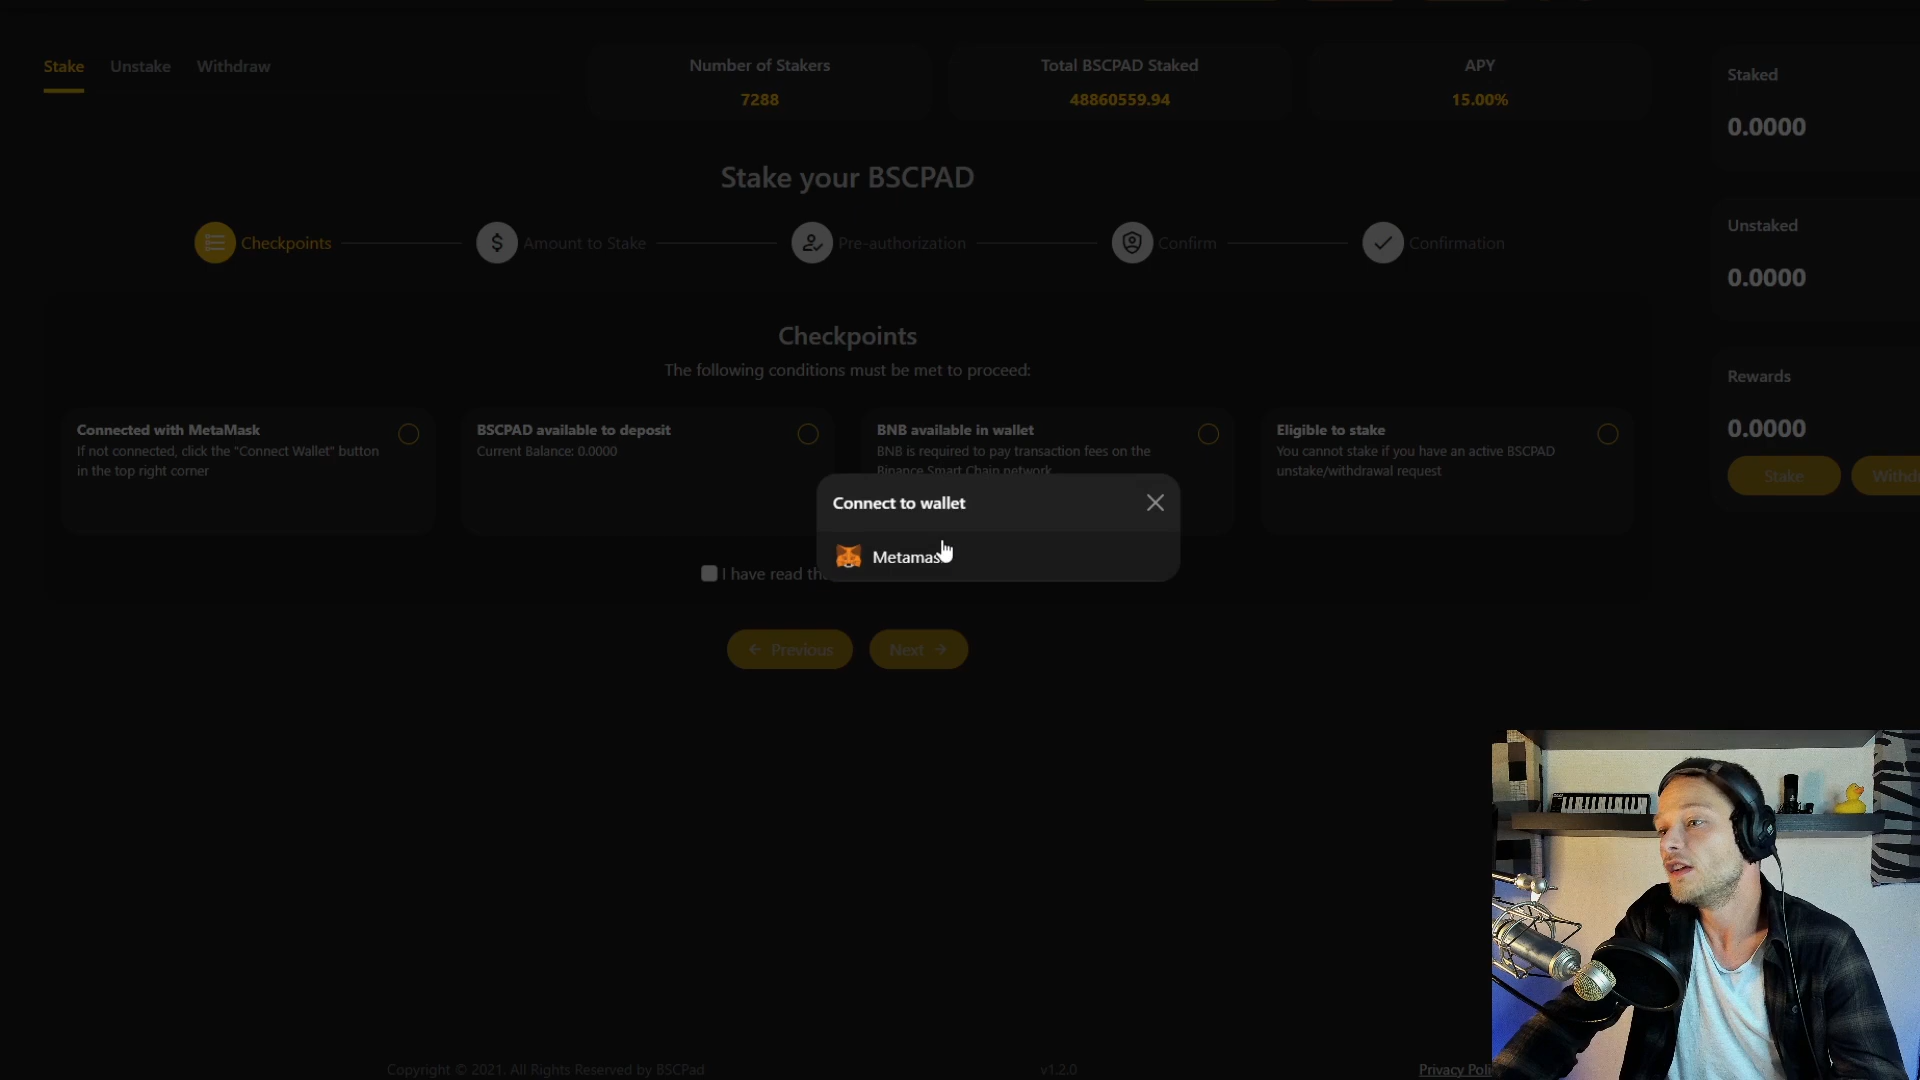 Stake
Unstake
Withdraw
Number of Stakers
7288
Total BSCPAD Staked
48860559.94
APY
15.00%
Staked
0.0000
Unstaked
0.0000
Rewards
0.0000
Stake
Stake your BSCPAD
Checkpoints
Amount to Stake
Pre-authorization
Confirm
Confirmation
Checkpoints
The following conditions must be met to proceed:
Connected with MetaMask
If not connected, click the "Connect Wallet" button
in the top right corner
BSCPAD available to deposit
Current Balance: 0.0000
BNB available in wallet
BNB is required to pay transaction fees on the
Binance Smart Chain network
Eligible to stake
You cannot stake if you have an active BSCPAD
unstake/withdrawal request
Connect to wallet
Metamas
I have read
Previous
Next
Copyright © 2021. All Rights Reserved by BSCPad
v1.2.0
Privacy Poli